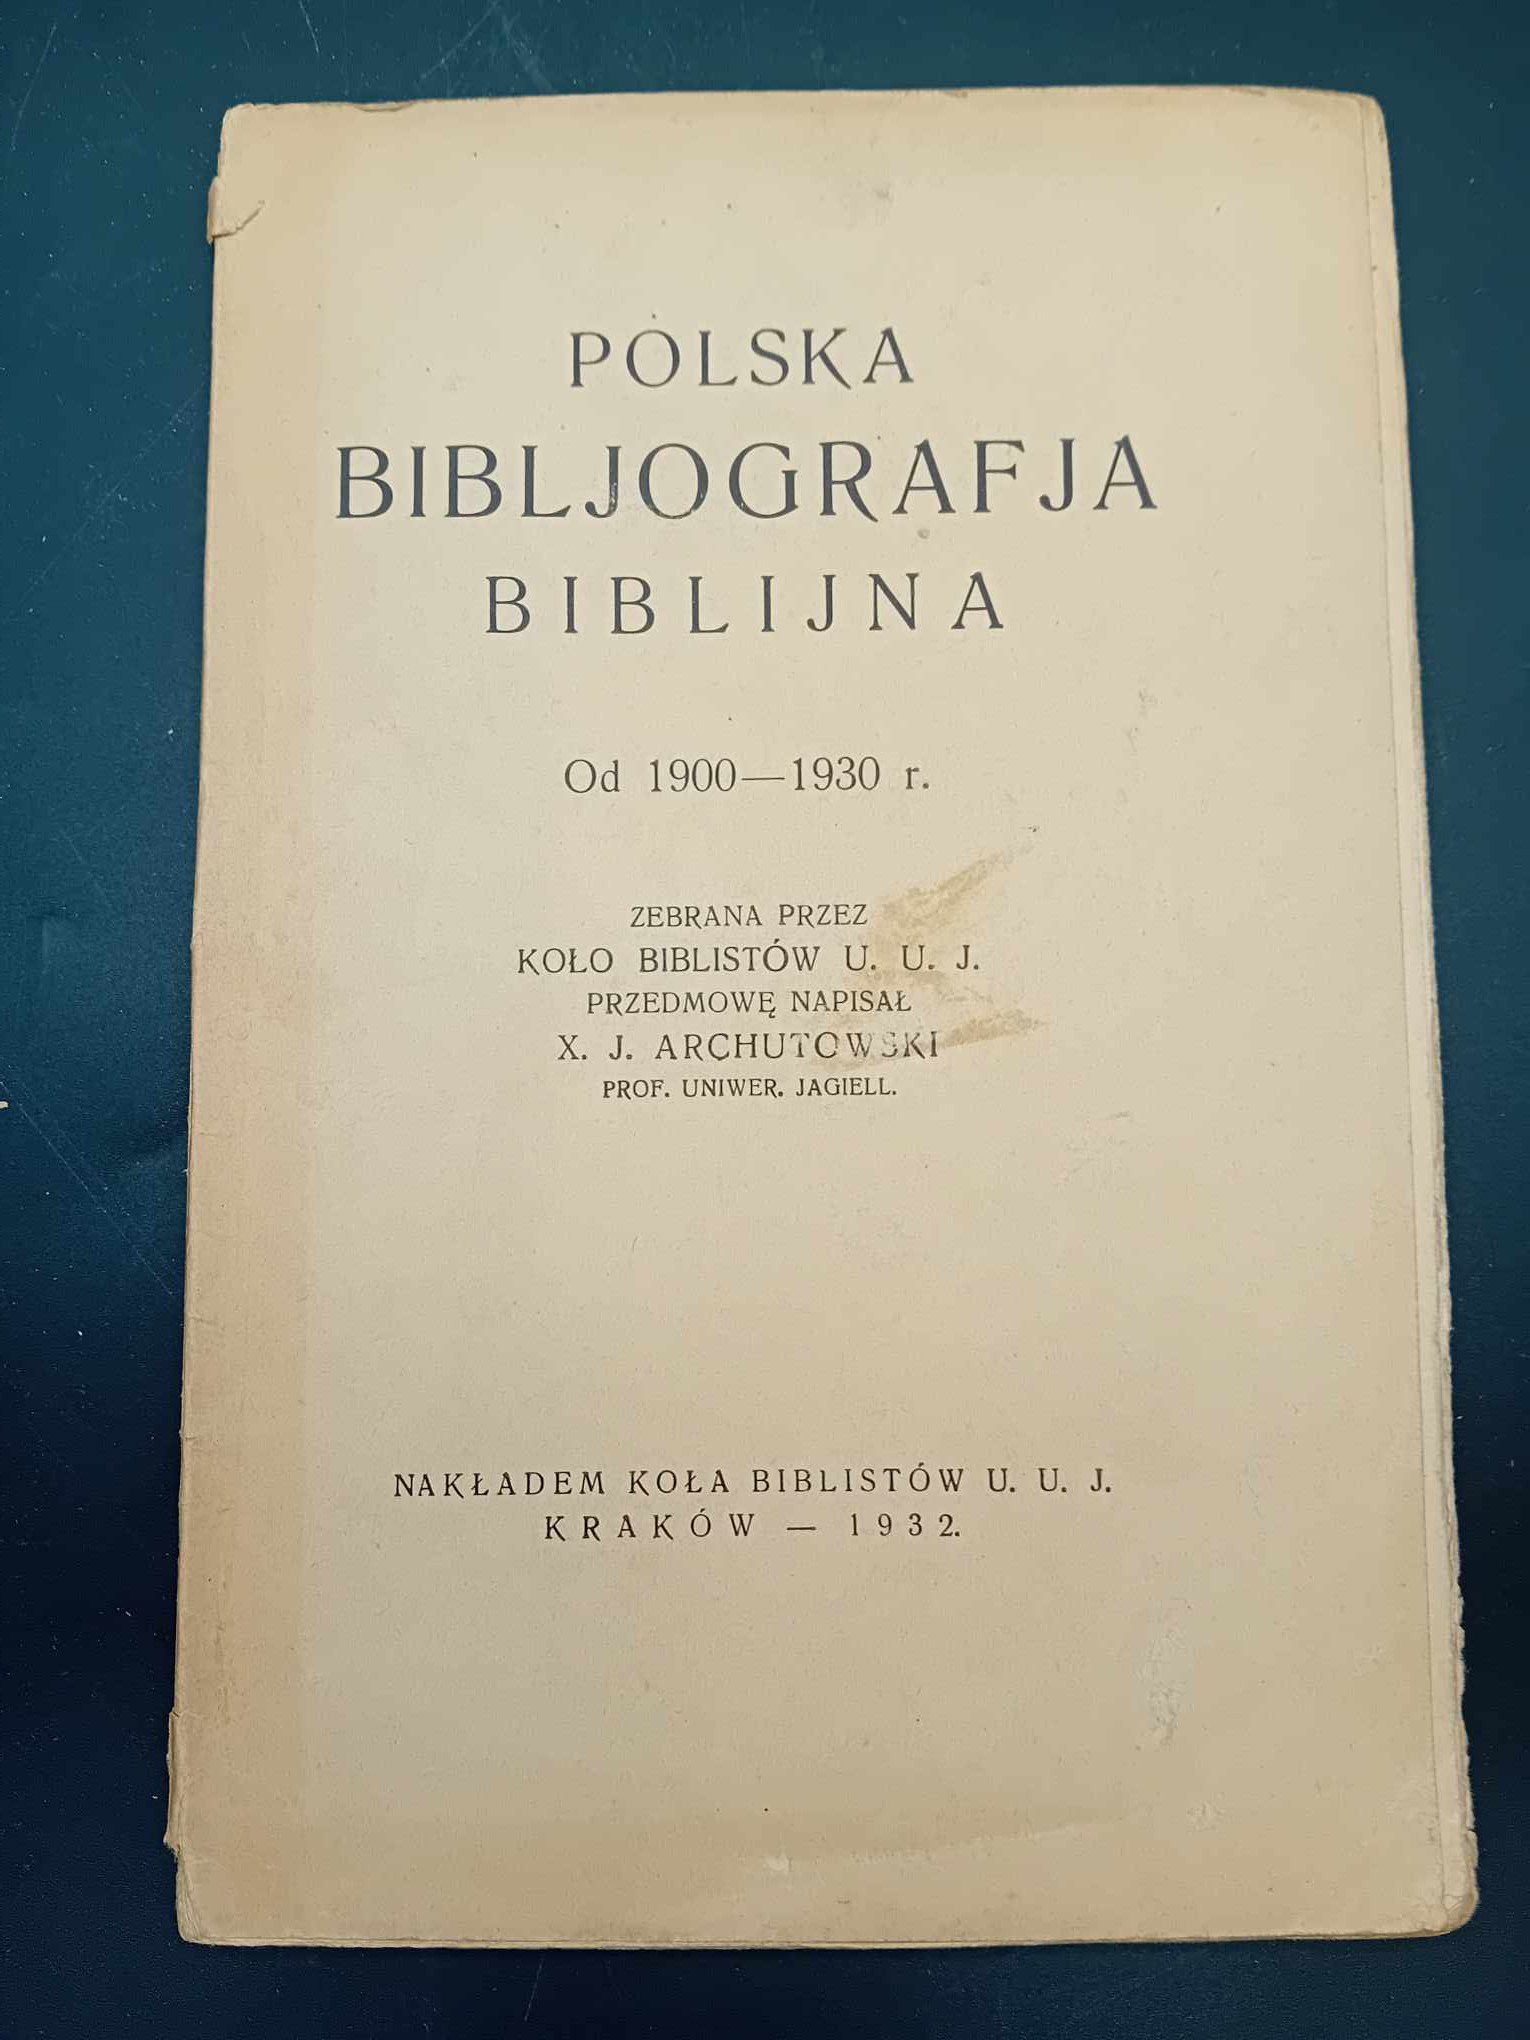 POLSKA
BIBLJOGRAFJA
BIBLIJNA
Od 1900—1930 r.
ZEBRANA PRZEZ
KOŁO BIBLISTÓW U. U. J.
PRZEDMOWĘ NAPISAŁ
X. J. ARCHUTOWSKI
PROF. UNIWER. JAGIELL.
NAKŁADEM KOŁA BIBLISTÓW U. U. J.
KRAKÓW — 1932.